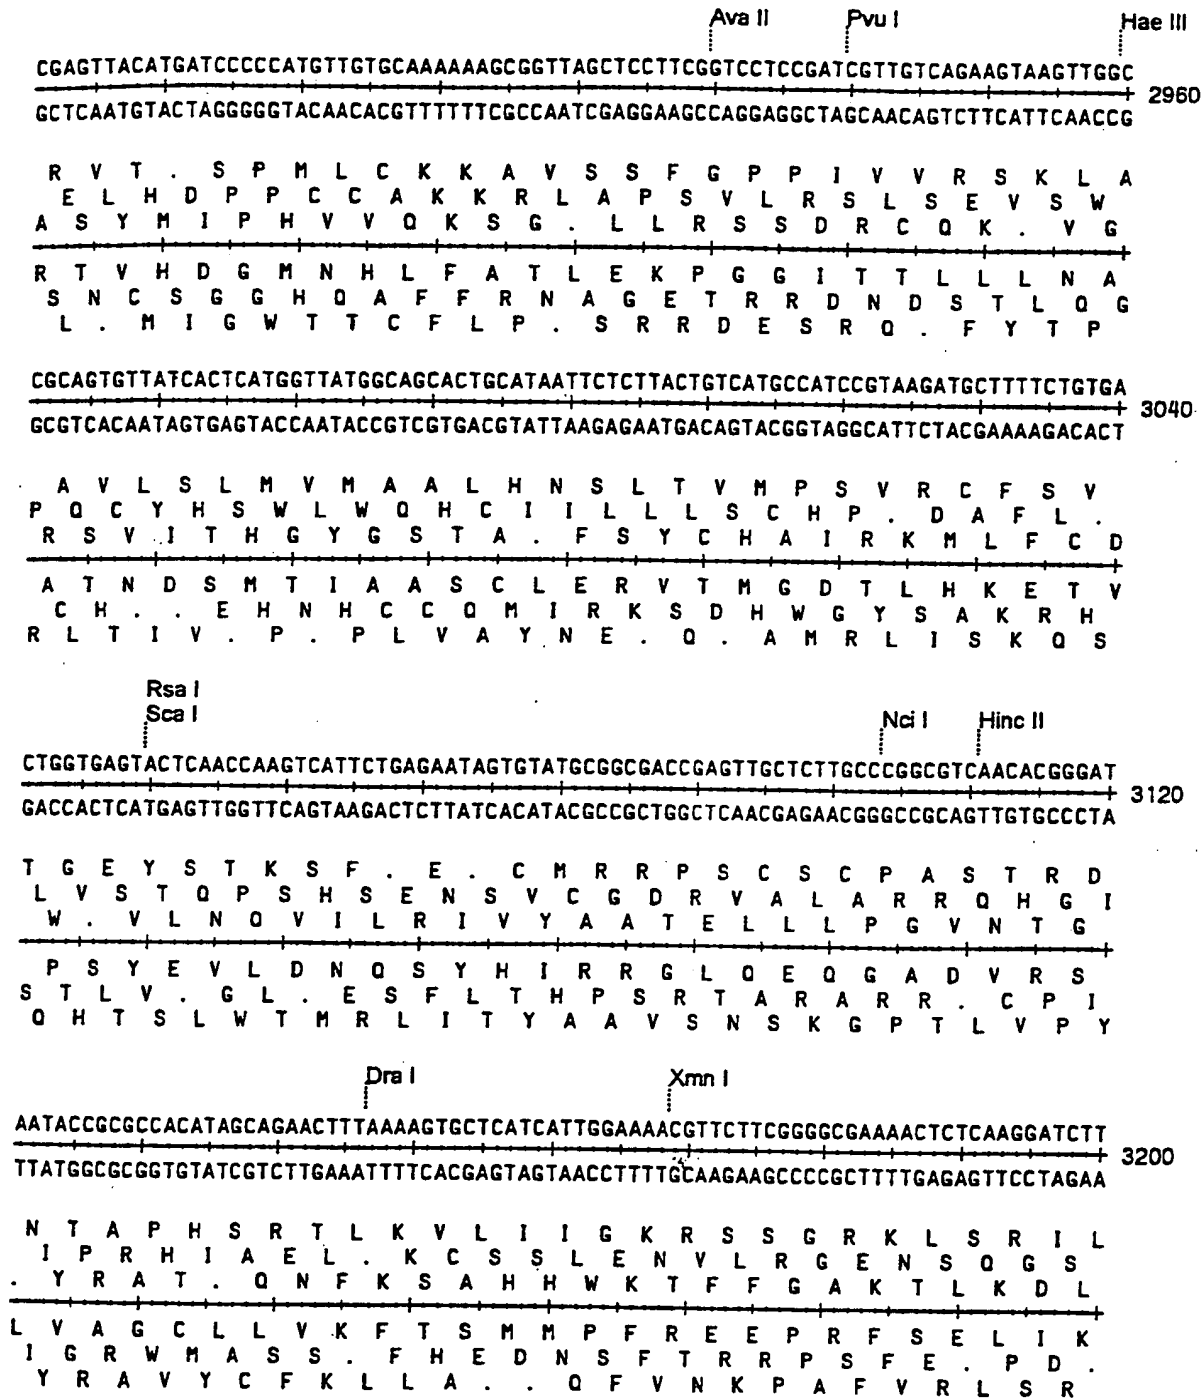 Ava II Pvu I Hae III
CGAGTTACATGATCCCCCATGTTGTGCAAAAAAGCGGTTAGCTCCTTCGGTCCTCCGATCGTTGTCAGAAGTAAGTTGGC
2960
GCTCAATGTACTAGGGGGTACAACACGTTTTTTCGCCAATCGAGGAAGCCAGGAGGCTAGCAACAGTCTTCATTCAACCG
R V T . S P M L C K K A V S S F G P P I V V R S K L A
E L H D P P C C A K K R L A P S V L R S L S E V S W
A S Y M I P H V V Q K S G . L L R S S D R C Q K . V G
R T V H D G M N H L F A T L E K P G G I T T L L L N A
S N C S G G H Q A F F R N A G E T R R D N D S T L Q G
L . M I G W T T C F L P . S R R D E S R Q . F Y T P
CGCAGTGTTATCACTCATGGTTATGGCAGCACTGCATAATTCTCTTACTGTCATGCCATCCGTAAGATGCTTTTCTGTGA
3040
GCGTCACAATAGTGAGTACCAATACCGTCGTGACGTATTAAGAGAATGACAGTACGGTAGGCATTCTACGAAAAGACACT
A V L S L M V M A A L H N S L T V M P S V R C F S V
P Q C Y H S W L W Q H C I I L L L S C H P . D A F L .
R S V I T H G Y G S T A . F S Y C H A I R K M L F C D
A T N D S M T I A A S C L E R V T M G D T L H K E T V
C H . . E H N H C C Q M I R K S D H W G Y S A K R H
R L T I V . P . P L V A Y N E . Q . A M R L I S K Q S
Rsa I
Sca I Nci I Hinc II
CTGGTGAGTACTCAACCAAGTCATTCTGAGAATAGTGTATGCGGCGACCGAGTTGCTCTTGCCCGGCGTCAACACGGGAT
3120
GACCACTCATGAGTTGGTTCAGTAAGACTCTTATCACATACGCCGCTGGCTCAACGAGAACGGGCCGCAGTTGTGCCCTA
T G E Y S T K S F . E . C M R R P S C S C P A S T R D
L V S T Q P S H S E N S V C G D R V A L A R R Q H G I
W . V L N Q V I L R I V Y A A T E L L L P G V N T G
P S Y E V L D N Q S Y H I R R G L Q E Q G A D V R S
S T L V . G L . E S F L T H P S R T A R A R R . C P I
Q H T S L W T M R L I T Y A A V S N S K G P T L V P Y
Dra I Xmn I
AATACCGCGCCACATAGCAGAACTTTAAAAGTGCTCATCATTGGAAAACGTTCTTCGGGGCGAAAACTCTCAAGGATCTT
3200
TTATGGCGCGGTGTATCGTCTTGAAATTTTCACGAGTAGTAACCTTTTGCAAGAAGCCCCGCTTTTGAGAGTTCCTAGAA
N T A P H S R T L K V L I I G K R S S G R K L S R I L
I P R H I A E L . K C S S L E N V L R G E N S Q G S
. Y R A T . Q N F K S A H H W K T F F G A K T L K D L
L V A G C L L V K F T S M M P F R E E P R F S E L I K
I G R W M A S S . F H E D N S F T R R P S F E . P D .
Y R A V Y C F K L L A . . Q F V N K P A F V R L S R